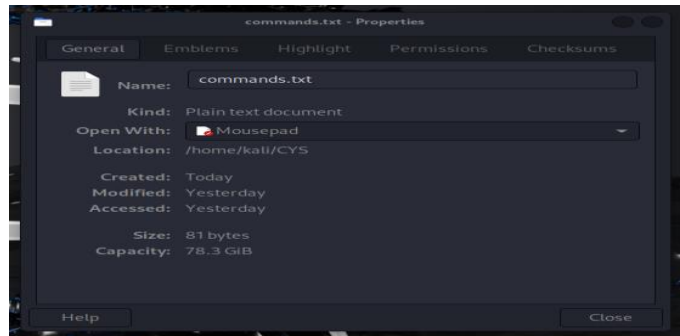 commands.txt - Properties
General Emblems Highlight Permissions Checksums
Name: commands.txt
Kind: Plain text document
Open With: Mousepad
Location: /home/kali/CYS
Created: Today
Modified: Yesterday
Accessed: Yesterday
Size: 81 bytes
Capacity: 78.3 GiB
Help Close